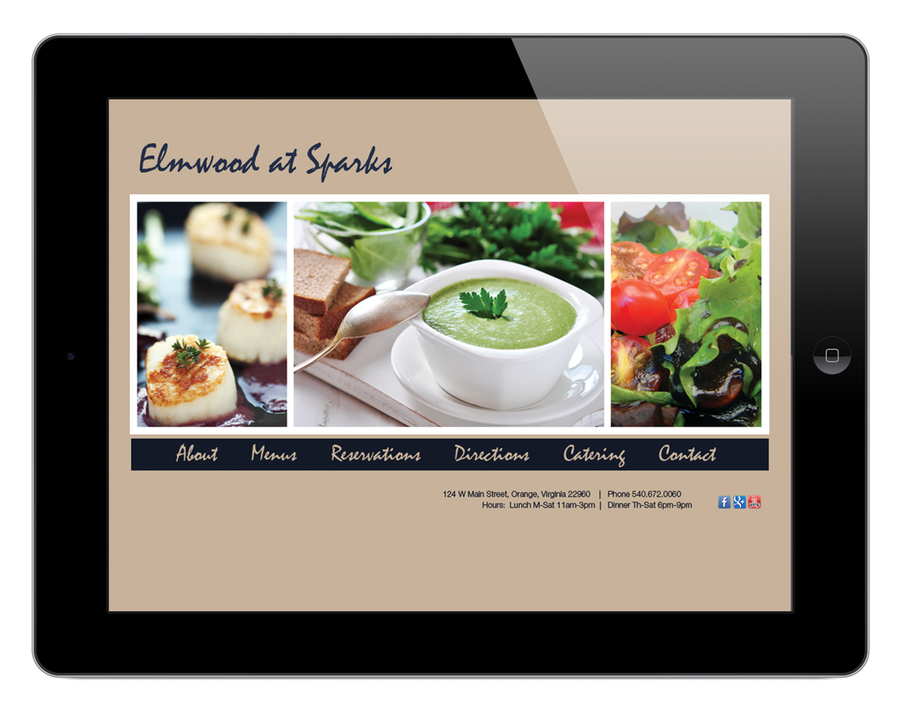 Elmwood at Sparks
About Menus Reservations Directions Catering Contact
124 W Main Street, Orange, Virginia 22960 | Phone 540.672.0060
Hours: Lunch M-Sat 11am-3pm | Dinner Th-Sat 6pm-9pm